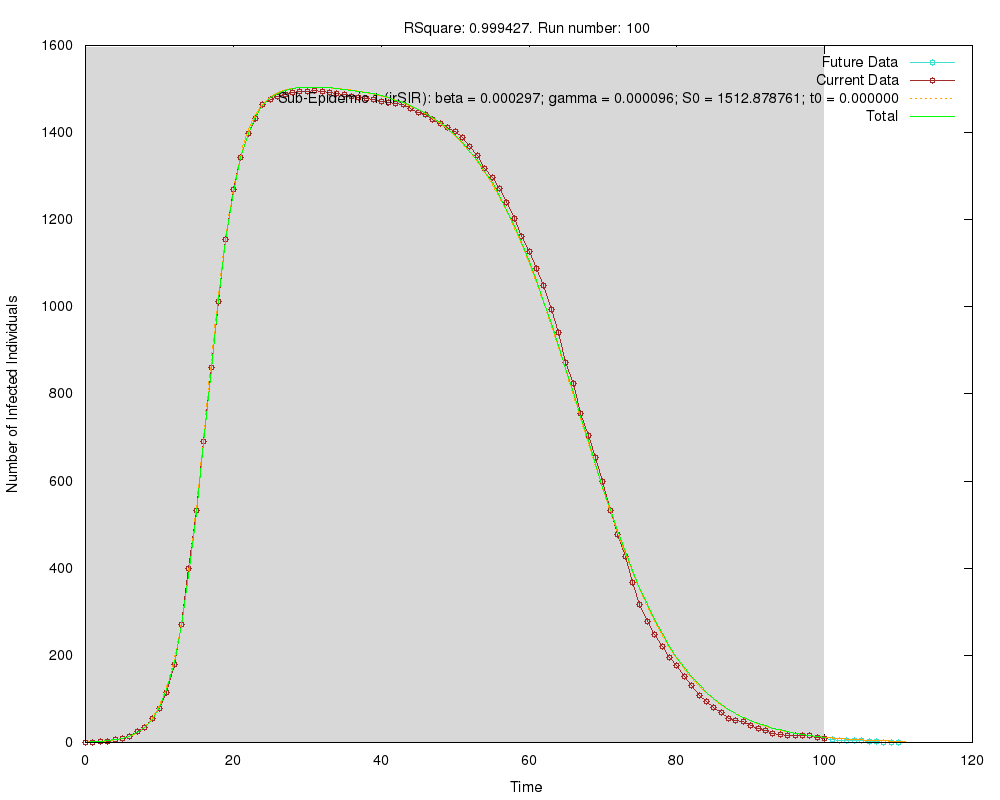 RSquare: 0.999427. Run number: 100
1600
1400
1200
1000
800
600
400
200
0
Number of Infected Individuals
Future Data
Current Data
Sub-Epidemic (irSIR): beta = 0.000297; gamma = 0.000096; S0 = 1512.878761; t0 = 0.000000
Total
0 20 40 60 80 100 120
Time